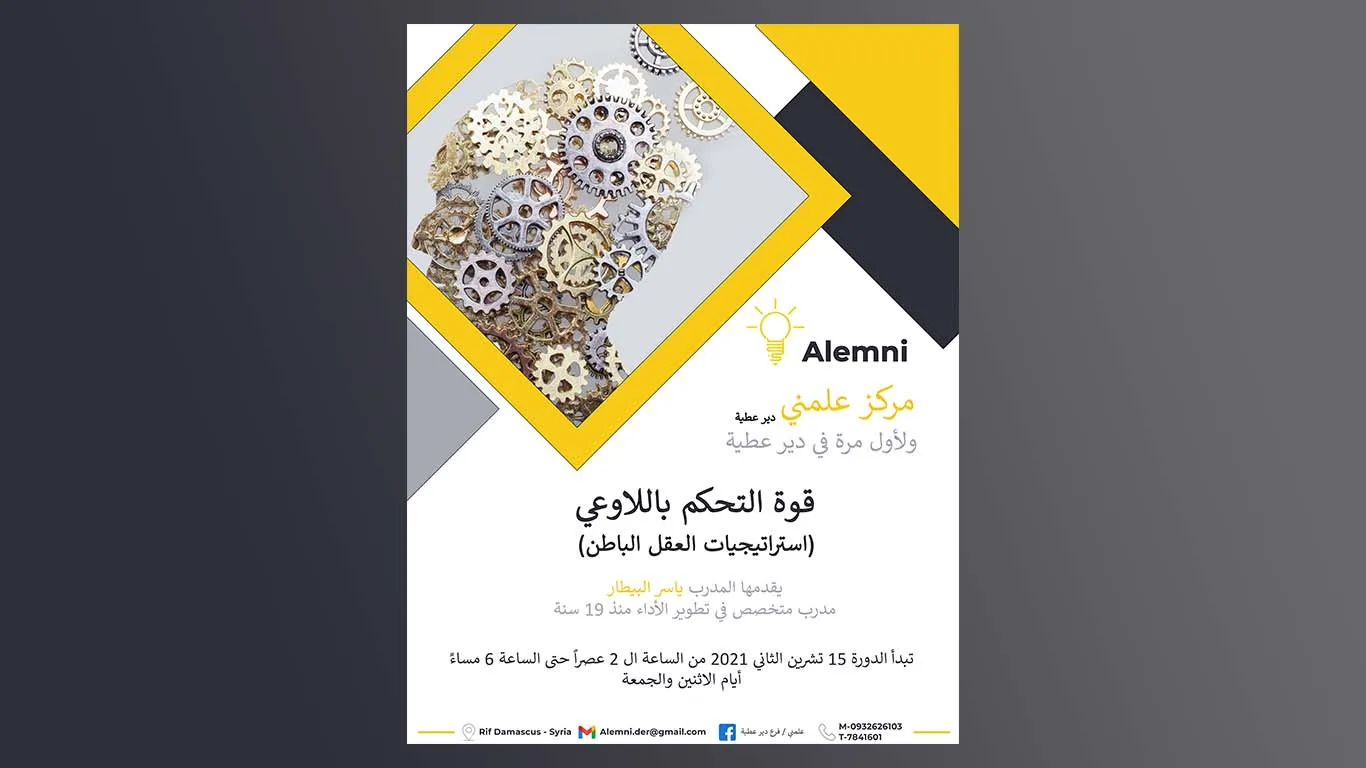 Alemni
مركز علمني دير عطية
ولأول مرة في دير عطية
قوة التحكم باللاوعي
(استراتيجيات العقل الباطن)
يقدمها المدرب ياسر البيطار
مدرب متخصص في تطوير الأداء منذ 19 سنة
تبدأ الدورة 15 تشرين الثاني 2021 من الساعة ال 2 عصراً حتى الساعة 6 مساءً
أيام الاثنين والجمعة
Rif Damascus - Syria
Alemni.der@gmail.com
علمني / فرع دير عطية
M-0932626103
T-7841601